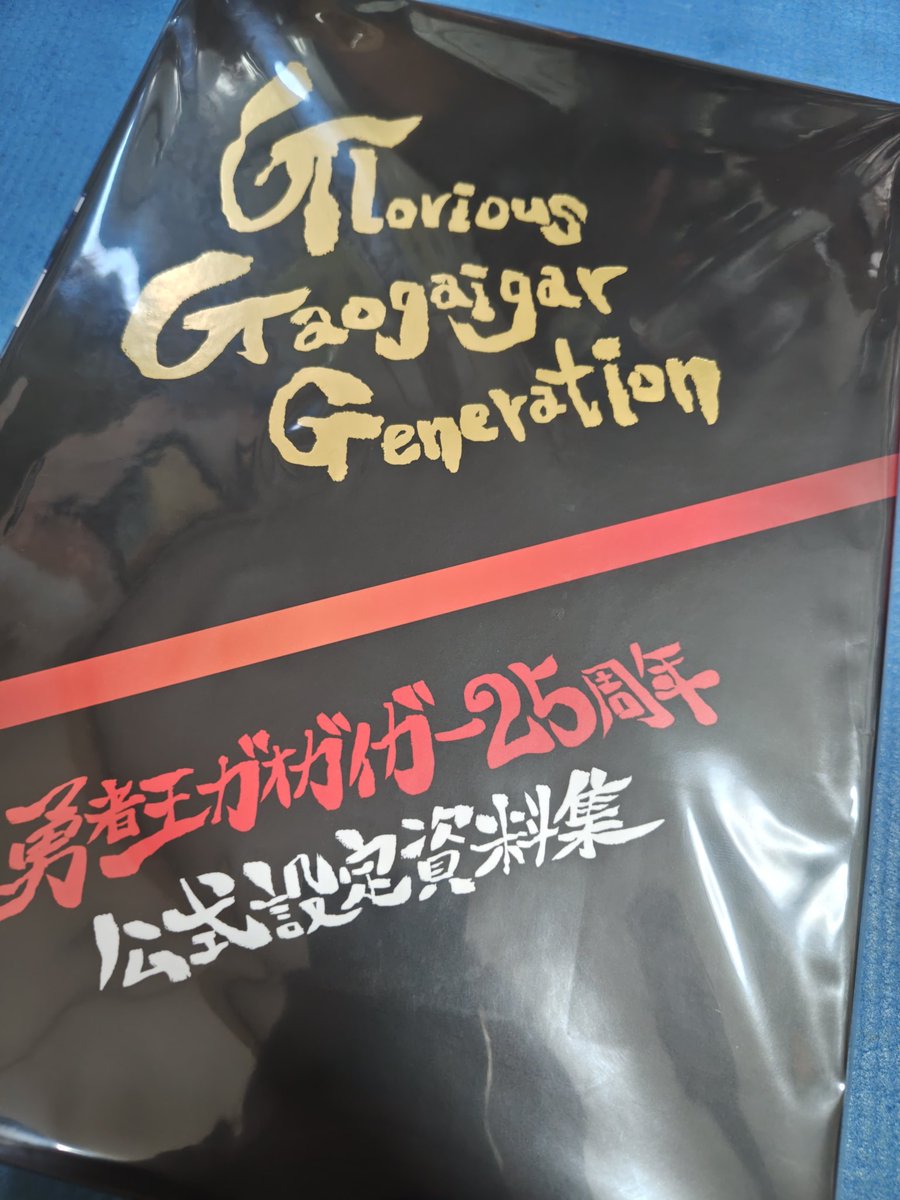 Glorious
Gaogaigar
Generation
勇者王ガオガイガー25周年
公式設定資料集